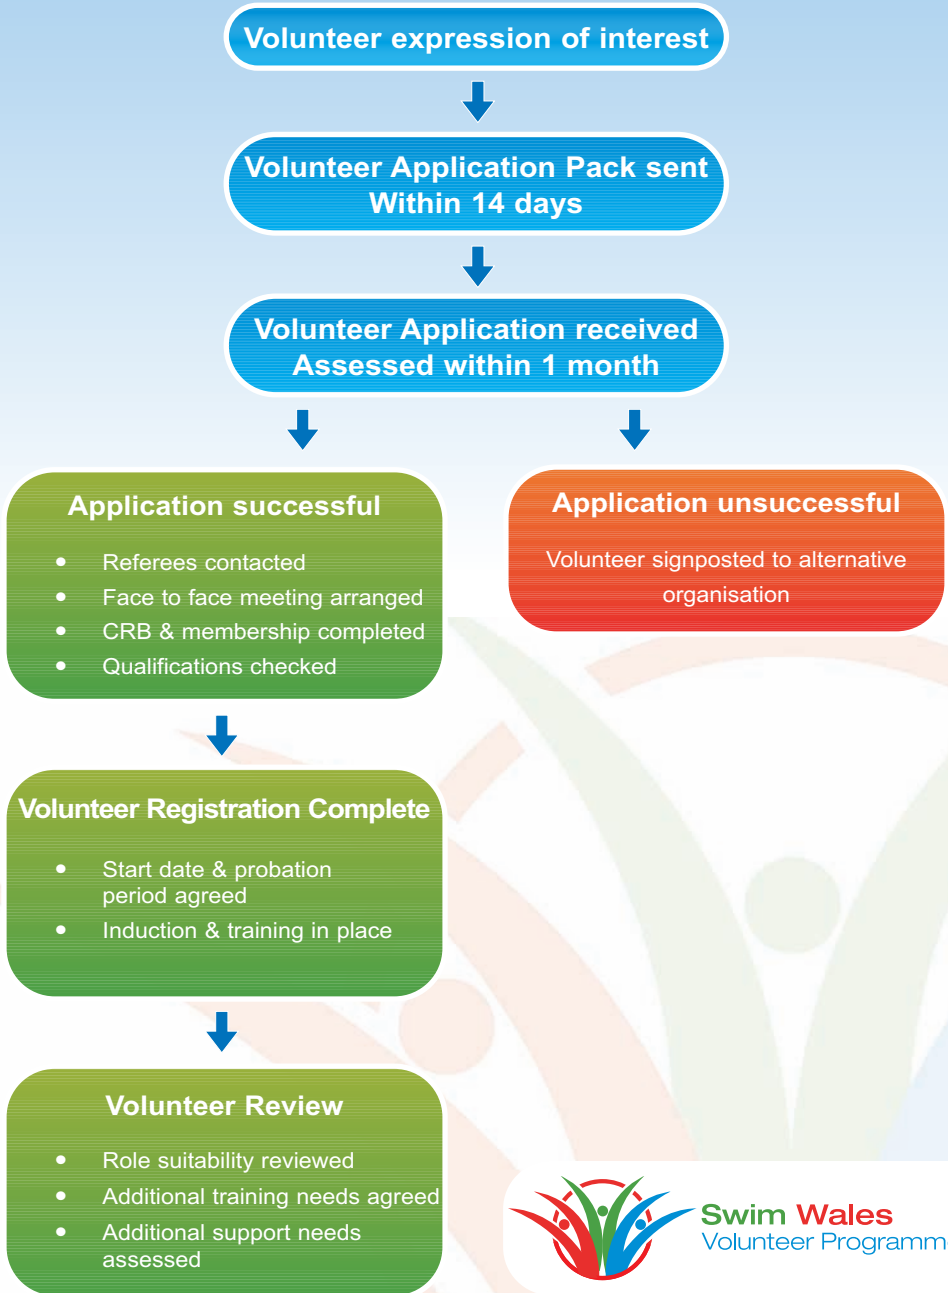 Volunteer expression of interest
Volunteer Application Pack sent
Within 14 days
Volunteer Application received
Assessed within 1 month
Application successful
• Referees contacted
• Face to face meeting arranged
• CRB & membership completed
• Qualifications checked
Application unsuccessful
Volunteer signposted to alternative
organisation
Volunteer Registration Complete
• Start date & probation
period agreed
• Induction & training in place
Volunteer Review
• Role suitability reviewed
• Additional training needs agreed
• Additional support needs
assessed
Swim Wales
Volunteer Programm